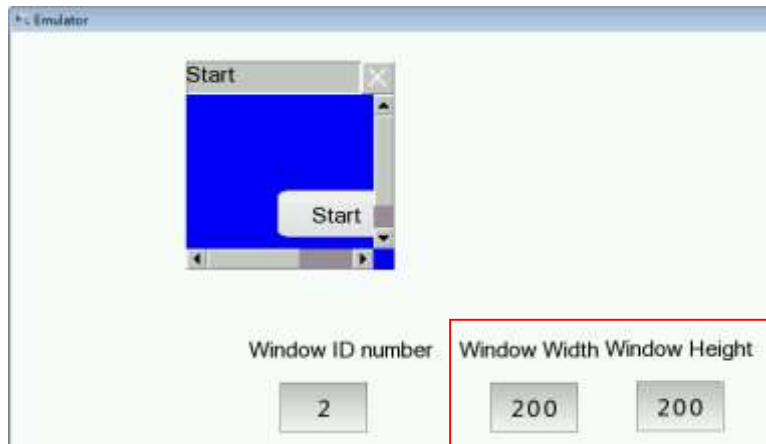 Emulator
Start
Start
Window ID number Window Width Window Height
2 200 200